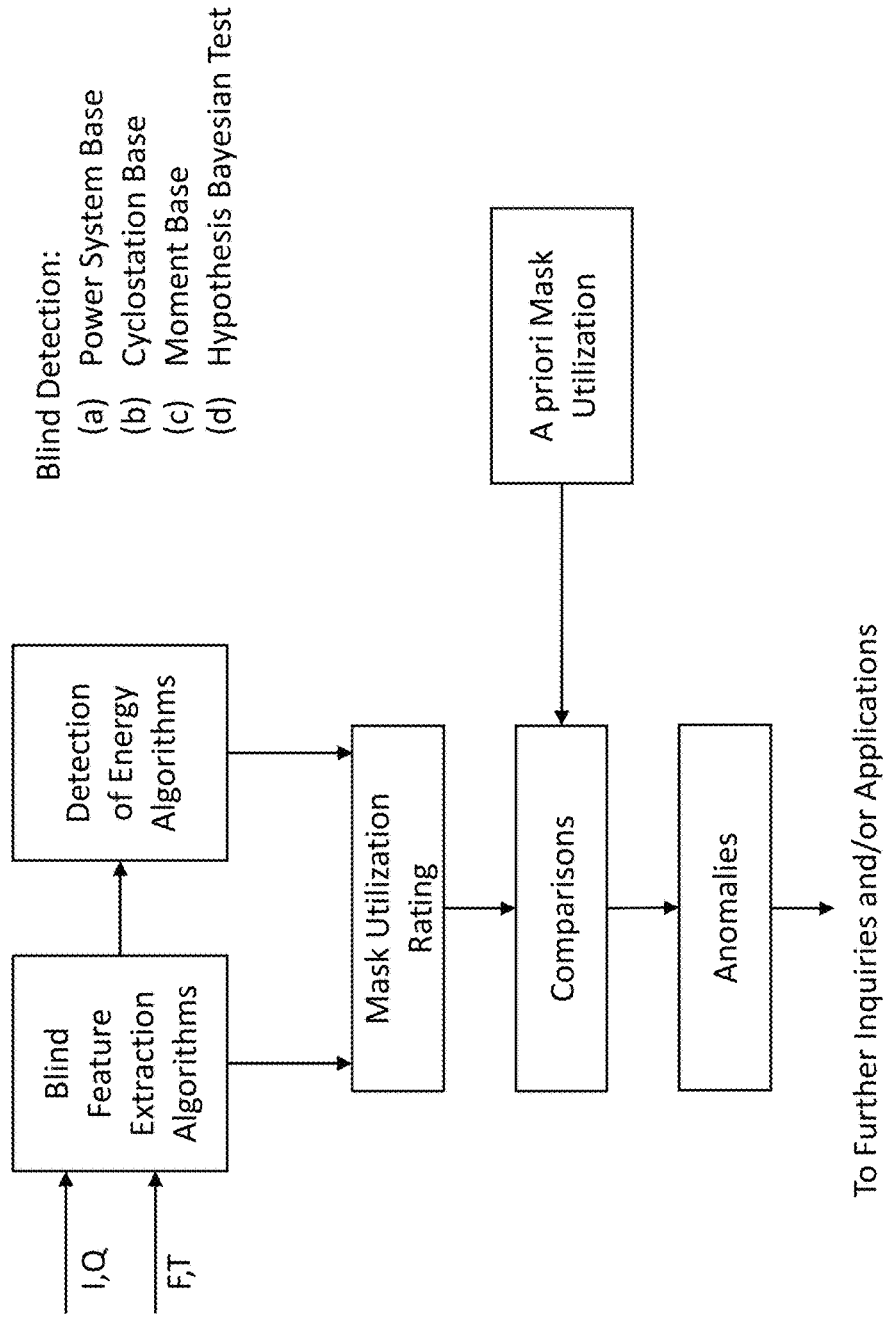 I,Q
F,T
Blind
Feature
Extraction
Algorithms
Detection
of Energy
Algorithms
Blind Detection:
(a) Power System Base
(b) Cyclostation Base
(c) Moment Base
(d) Hypothesis Bayesian Test
Mask Utilization
Rating
Comparisons
A priori Mask
Utilization
Anomalies
To Further Inquiries and/or Applications